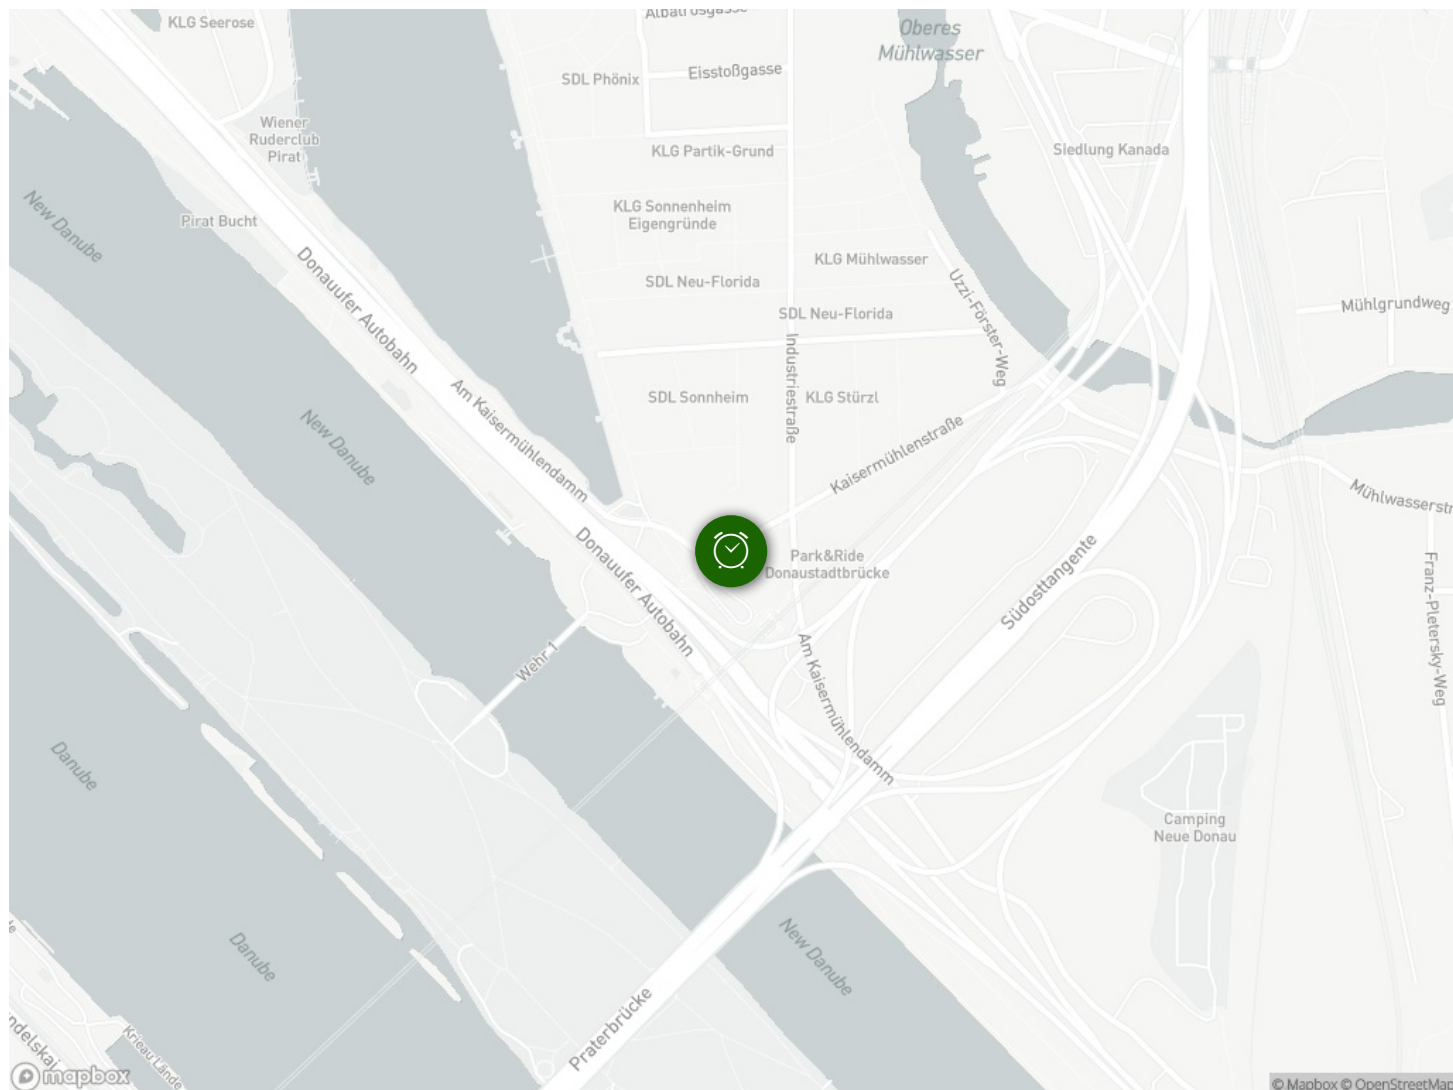 KLG Seerose
Albatrosgasse
Oberes
Mühlwasser
SDL Phönix
Eisstoßgasse
Wiener
Ruderclub
Pirat
KLG Partik-Grund
Siedlung Kanada
New Danube
Pirat Bucht
KLG Sonnenheim
Eigengründe
KLG Mühlwasser
Donauufer Autobahn
SDL Neu-Florida
Uzzi-Förster-Weg
Mühlgrundweg
SDL Neu-Florida
Industriestraße
Am Kaisermühlendamm
SDL Sonnheim
KLG Stürzl
New Danube
Kaisermühlenstraße
Mühlwasserstr
Donauufer Autobahn
Park&Ride
Donaustadtbrücke
Südosttangente
Franz-Pletersky-Weg
Wehr 1
Am Kaisermühlendamm
Danube
Camping
Neue Donau
Danube
New Danube
Praterbrücke
ndelskai
Krieau Lände
mapbox
© Mapbox © OpenStreetMap